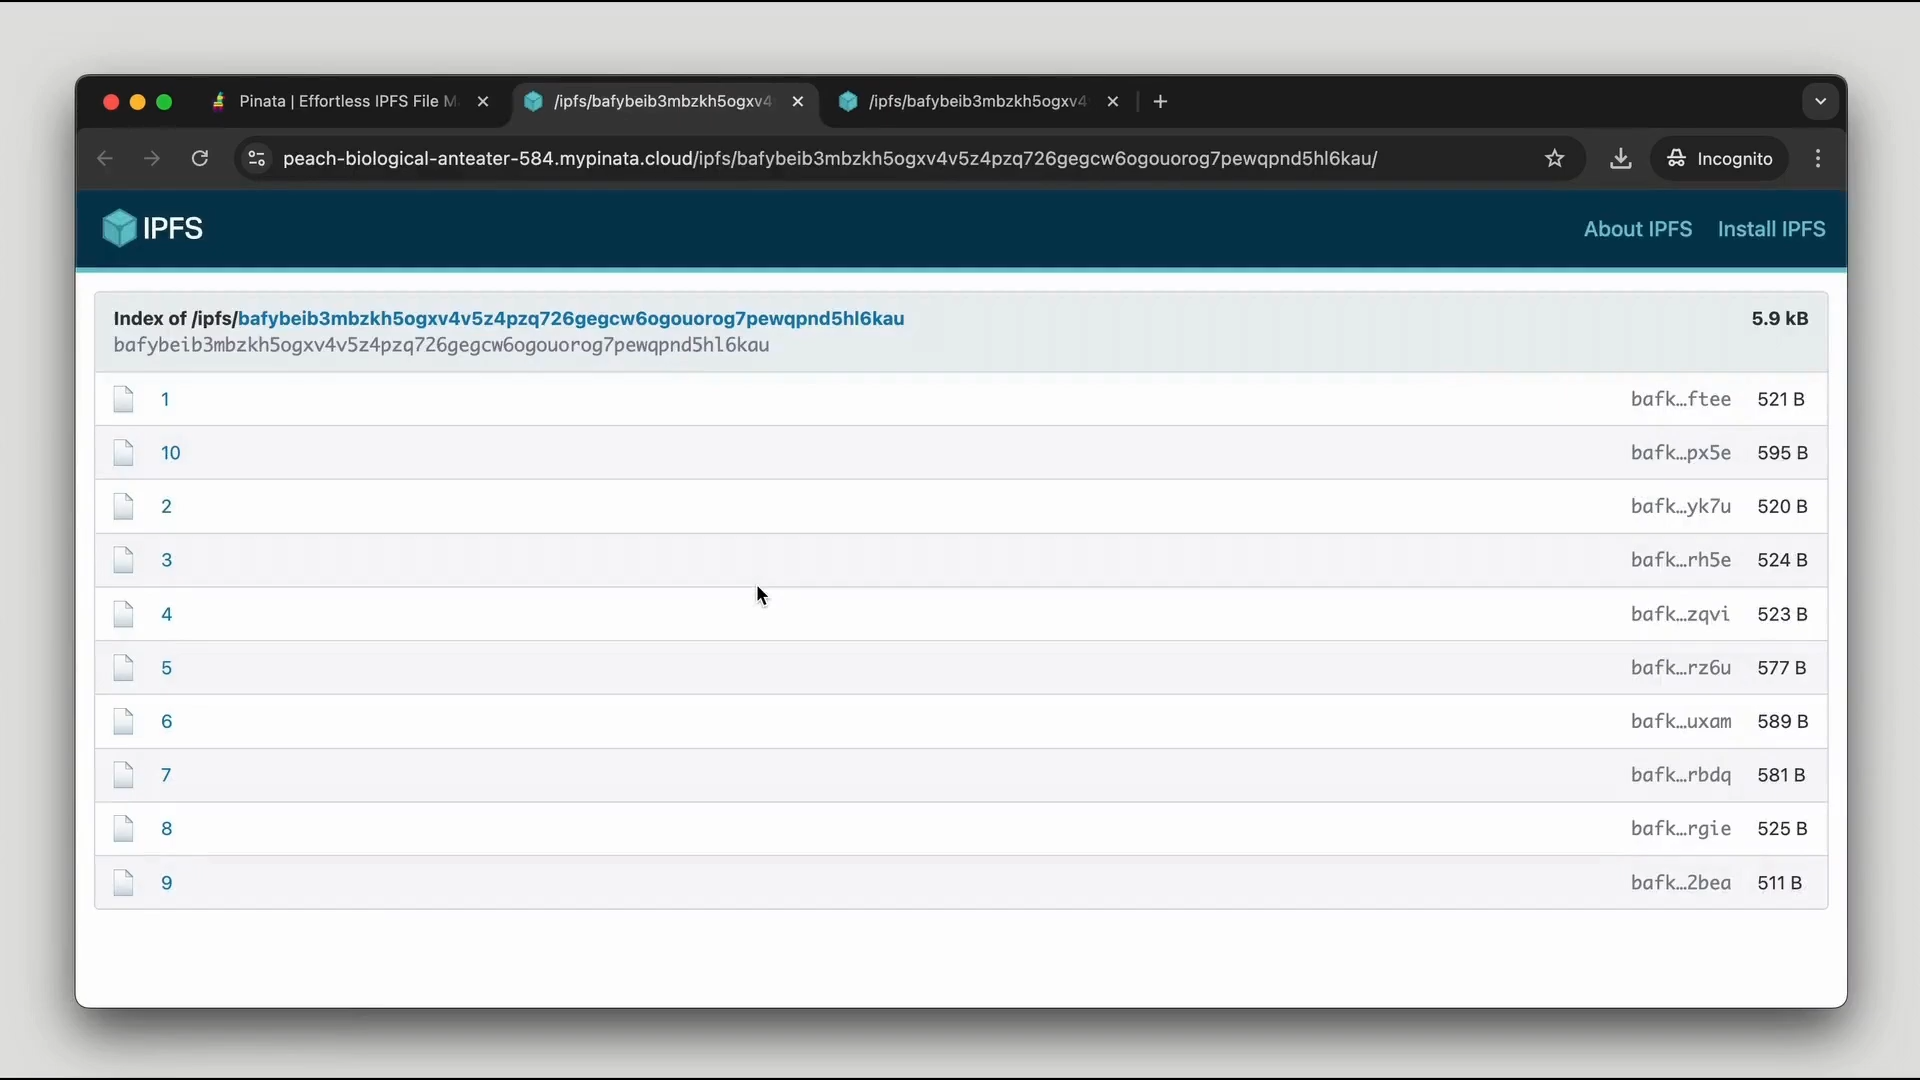 Pinata | Effortless IPFS File M
/ipfs/bafybeib3mbzkh5ogxv4
/ipfs/bafybeib3mbzkh5ogxv4
peach-biological-anteater-584.mypinata.cloud/ipfs/bafybeib3mbzkh5ogxv4v5z4pzq726gegcw6ogouorog7pewqpnd5hl6kau/
Incognito
IPFS
About IPFS
Install IPFS
Index of /ipfs/bafybeib3mbzkh5ogxv4v5z4pzq726gegcw6ogouorog7pewqpnd5hl6kau 5.9 kB
bafybeib3mbzkh5ogxv4v5z4pzq726gegcw6ogouorog7pewqpnd5hl6kau
1 bafk…ftee 521 B
10 bafk…px5e 595 B
2 bafk…yk7u 520 B
3 bafk…rh5e 524 B
4 bafk…zqvi 523 B
5 bafk…rz6u 577 B
6 bafk…uxam 589 B
7 bafk…rbdq 581 B
8 bafk…rgie 525 B
9 bafk…2bea 511 B